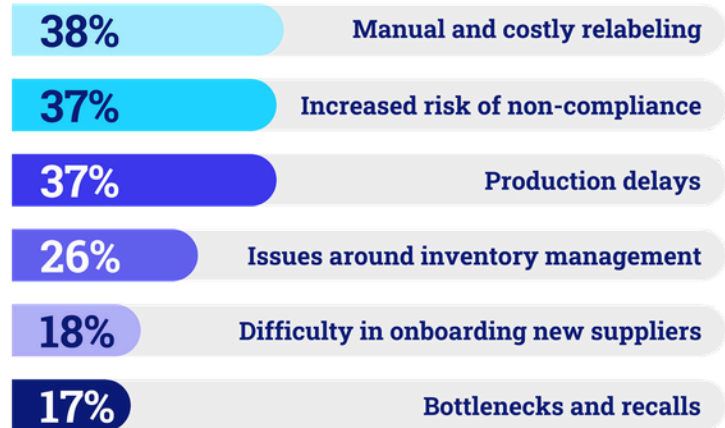 38% Manual and costly relabeling
37% Increased risk of non-compliance
37% Production delays
26% Issues around inventory management
18% Difficulty in onboarding new suppliers
17% Bottlenecks and recalls